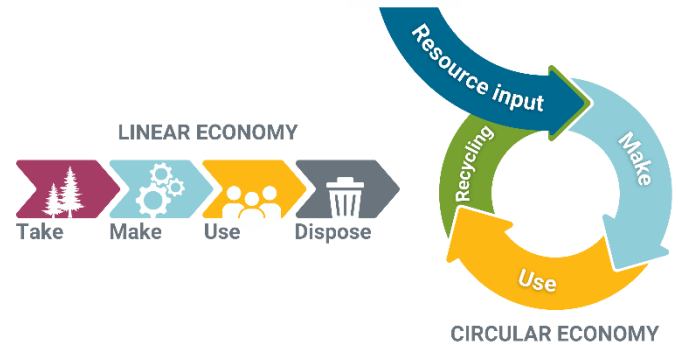 LINEAR ECONOMY
Take
Make
Use
Dispose
Resource input
Make
Use
Recycling
CIRCULAR ECONOMY